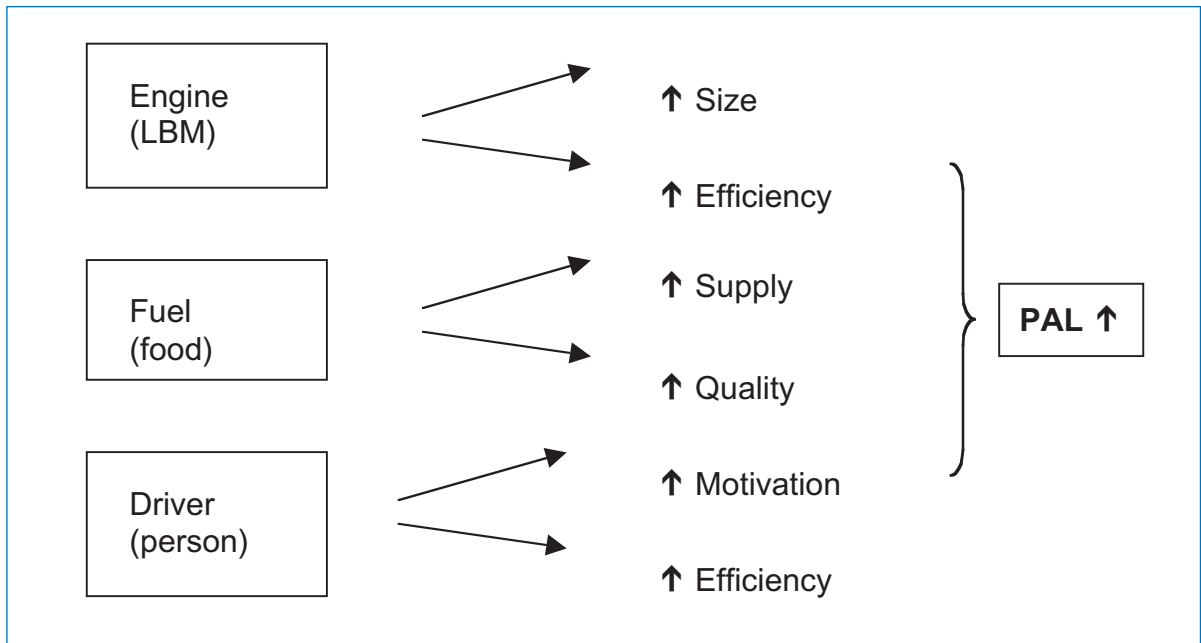 Engine
(LBM)
↑ Size
↑ Efficiency
Fuel
(food)
↑ Supply
↑ Quality
PAL ↑
Driver
(person)
↑ Motivation
↑ Efficiency